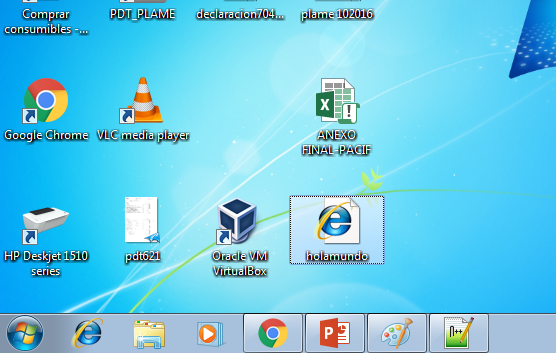 Comprar
consumibles -...
PDT_PLAME
declaracion704...
plame 102016
Google Chrome
VLC media player
ANEXO
FINAL-PACIF
HP Deskjet 1510
series
pdt621
Oracle VM
VirtualBox
holamundo